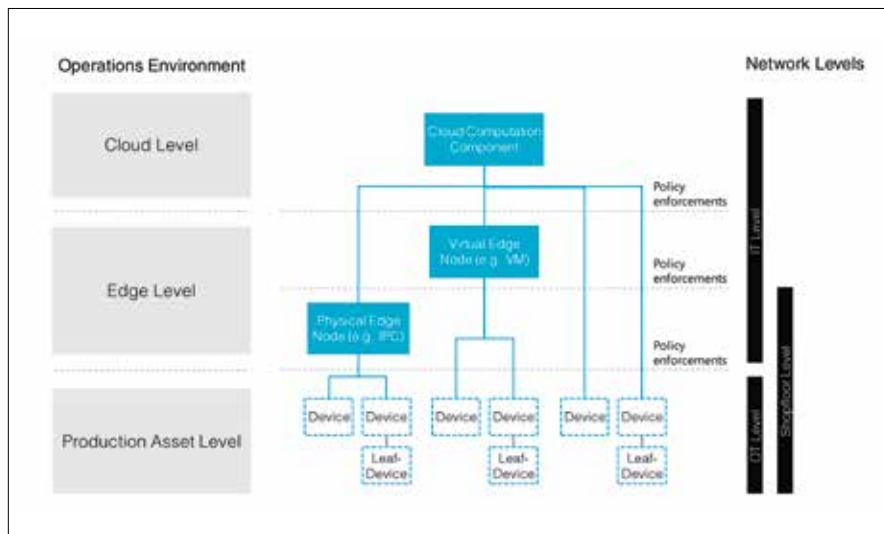 Operations Environment
Network Levels
Cloud Level
Cloud Computation
Component
Policy
enforcements
Virtual Edge
Node (e.g. VM)
Edge Level
Policy
enforcements
Physical Edge
Node (e.g. IPC)
Policy
enforcements
IT Level
Shopfloor Level
OT Level
Production Asset Level
Device
Device
Device
Device
Device
Device
Leaf-
Device
Leaf-
Device
Leaf-
Device